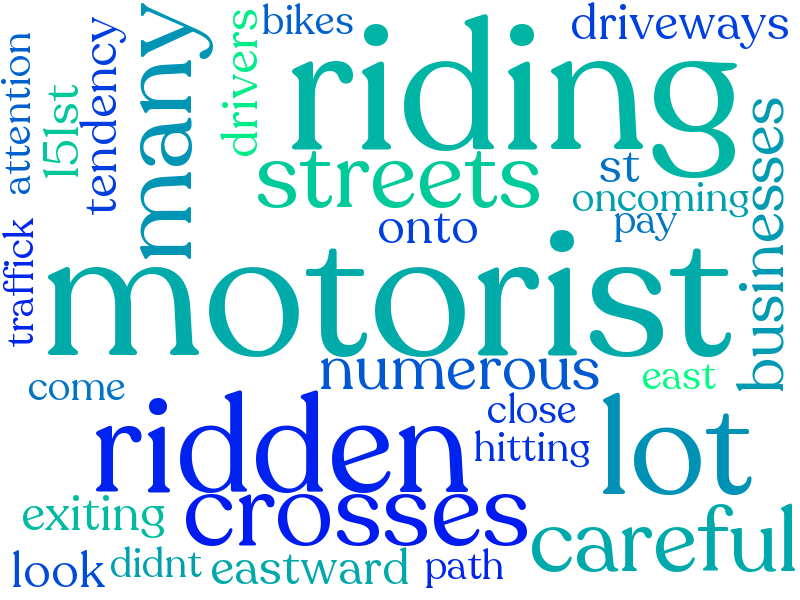 bikes
driveways
riding
drivers
many
tendency
attention
151st
streets
st
oncoming
pay
onto
businesses
traffick
motorist
numerous
east
come
close
hitting
ridden
lot
crosses
exiting
careful
look
didnt
eastward
path